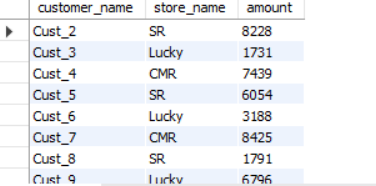 customer_name store_name amount
Cust_2 SR 8228
Cust_3 Lucky 1731
Cust_4 CMR 7439
Cust_5 SR 6054
Cust_6 Lucky 3188
Cust_7 CMR 8425
Cust_8 SR 1791
Cust_9 Lucky 6796